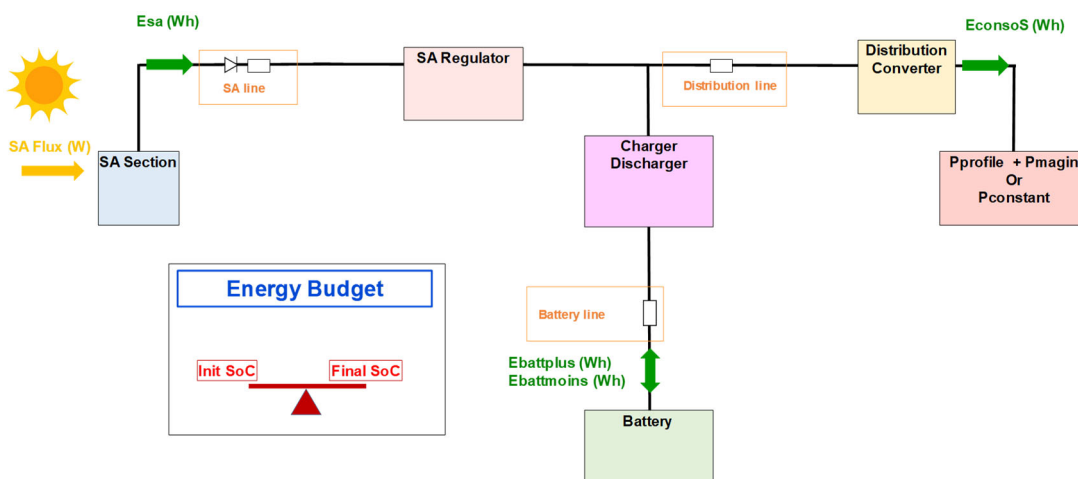 Esa (Wh)
EconsoS (Wh)
SA line
SA Regulator
Distribution line
Distribution
Converter
SA Flux (W)
SA Section
Charger
Discharger
Pprofile + Pmagin
Or
Pconstant
Energy Budget
Init SoC
Final SoC
Battery line
Ebattplus (Wh)
Ebattmoins (Wh)
Battery